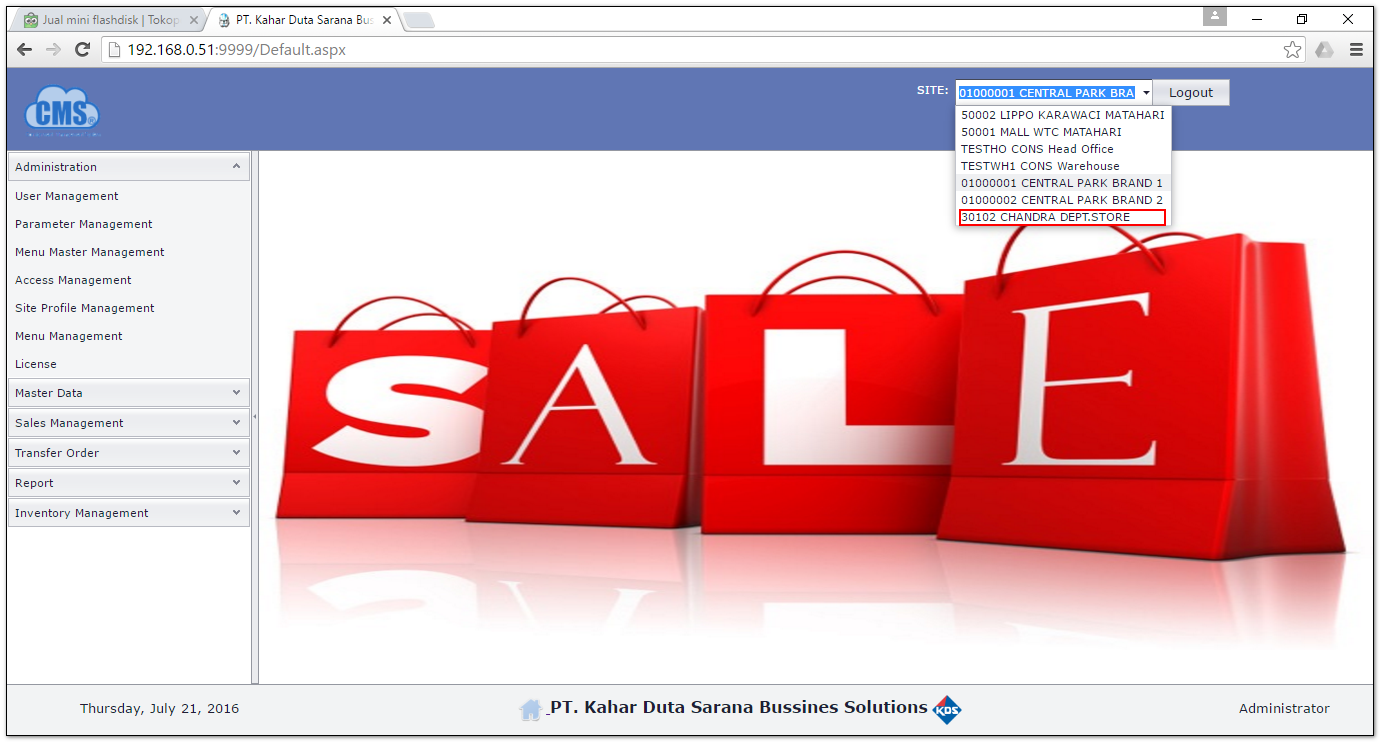 Jual mini flashdisk | Tokop
PT. Kahar Duta Sarana Bus
192.168.0.51:9999/Default.aspx
CMS®
SITE:
01000001 CENTRAL PARK BRA
Logout
50002 LIPPO KARAWACI MATAHARI
50001 MALL WTC MATAHARI
TESTHO CONS Head Office
TESTWH1 CONS Warehouse
01000001 CENTRAL PARK BRAND 1
01000002 CENTRAL PARK BRAND 2
30102 CHANDRA DEPT.STORE
Administration
User Management
Parameter Management
Menu Master Management
Access Management
Site Profile Management
Menu Management
License
Master Data
Sales Management
Transfer Order
Report
Inventory Management
SALE
Thursday, July 21, 2016
PT. Kahar Duta Sarana Bussines Solutions
KDS
Administrator